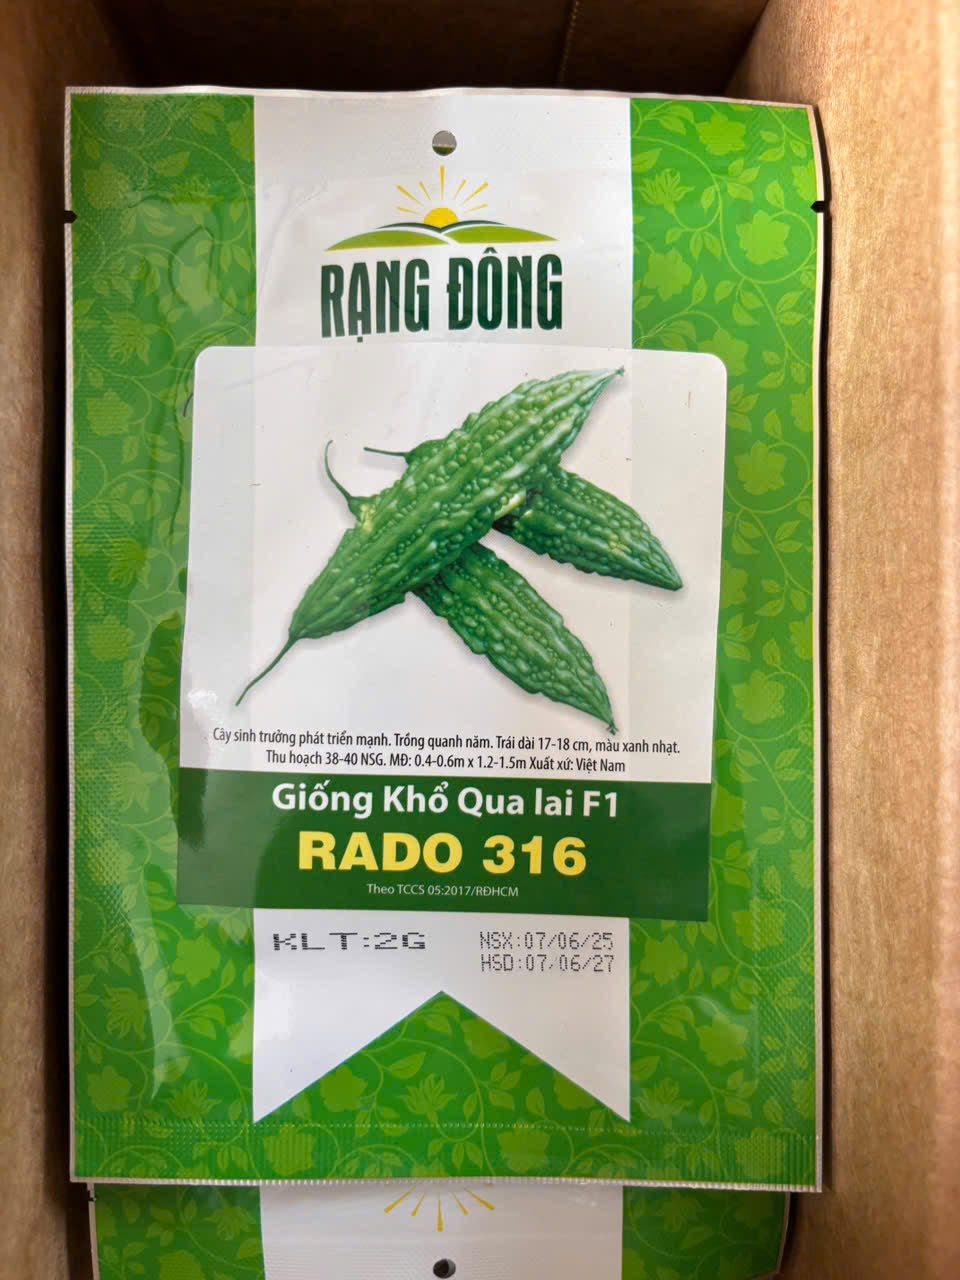 RẠNG ĐÔNG
Cây sinh trưởng phát triển mạnh. Trồng quanh năm. Trái dài 17-18 cm, màu xanh nhạt.
Thu hoạch 38-40 NSG. MĐ: 0.4-0.6m x 1.2-1.5m Xuất xứ: Việt Nam
Giống Khổ Qua lai F1
RADO 316
Theo TCCS 05:2017/RĐHCM
KLT:2G
NSX:07/06/25
HSD:07/06/27